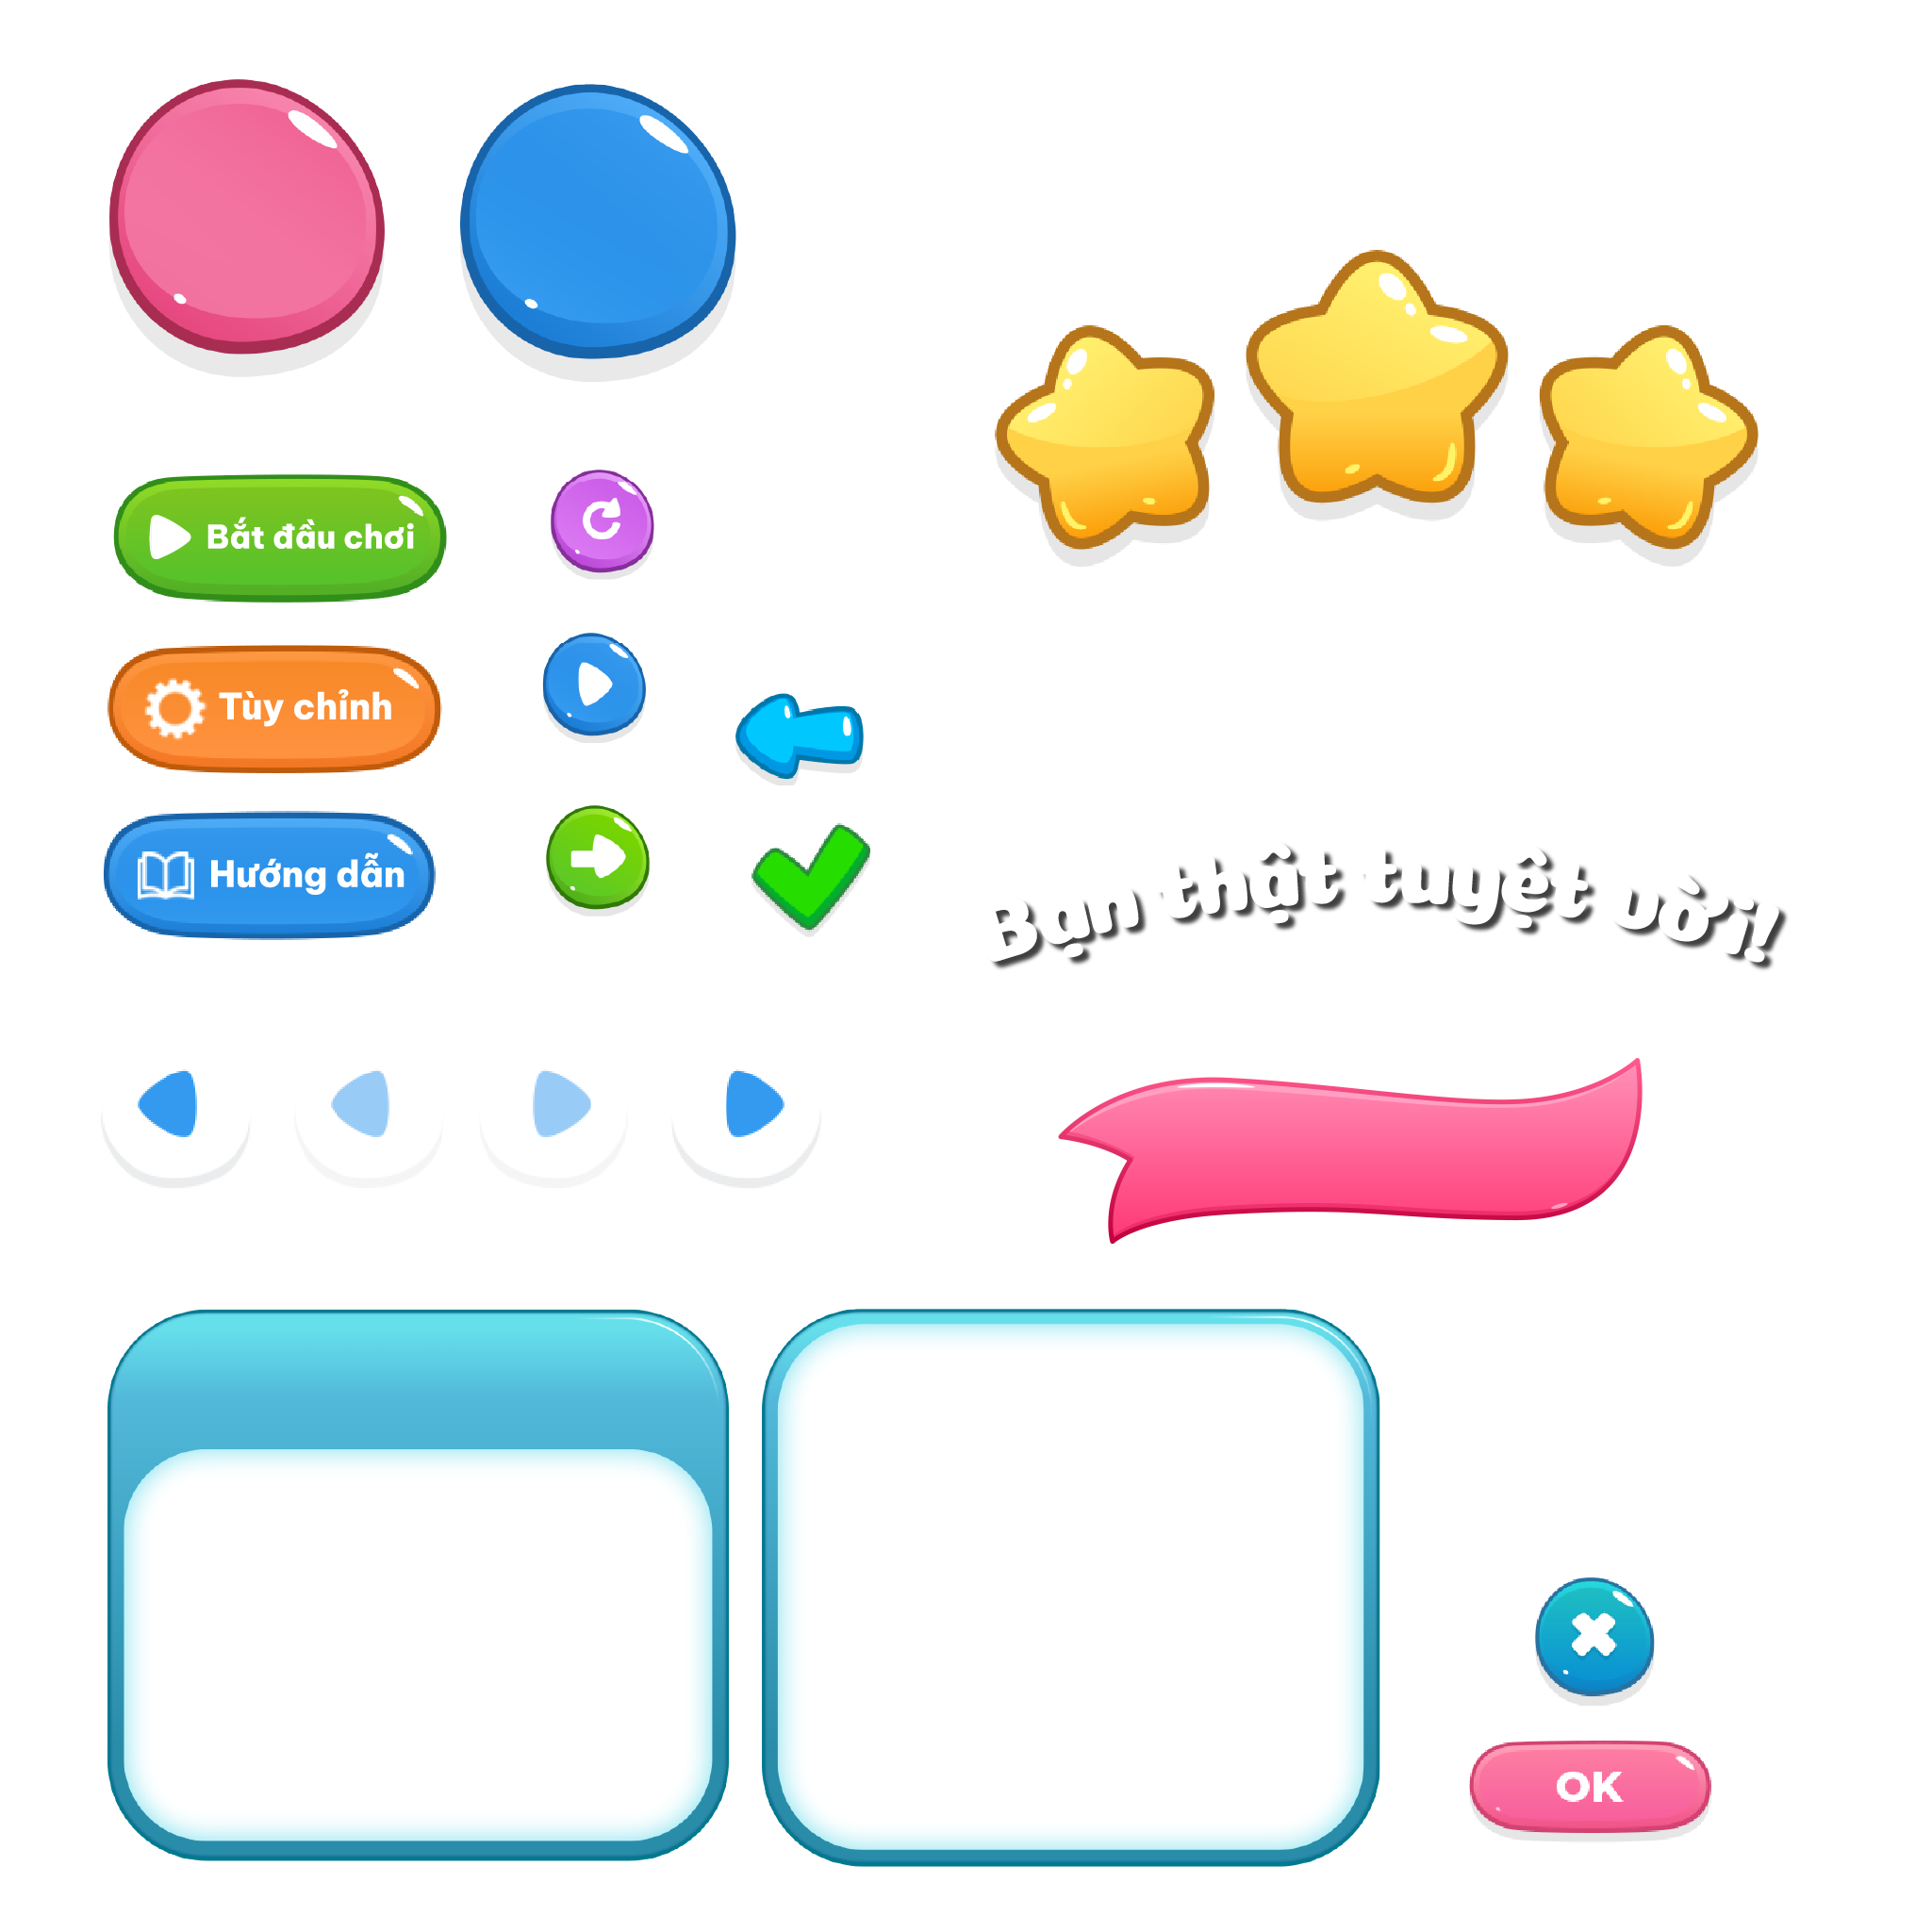 Bắt đầu chơi
Tùy chỉnh
Hướng dẫn
Bạn thật tuyệt vời!
OK